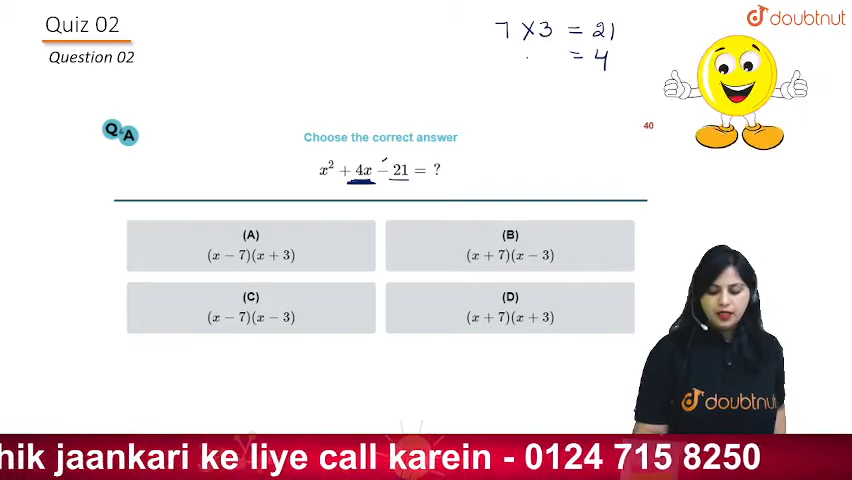 Quiz 02
Question 02
7 × 3 = 21
= 4
doubtnut
Q&A
Choose the correct answer
40
x² + 4x − 21 = ?
(A)
(x − 7)(x + 3)
(B)
(x + 7)(x − 3)
(C)
(x − 7)(x − 3)
(D)
(x + 7)(x + 3)
doubtnut
hik jaankari ke liye call karein - 0124 715 8250